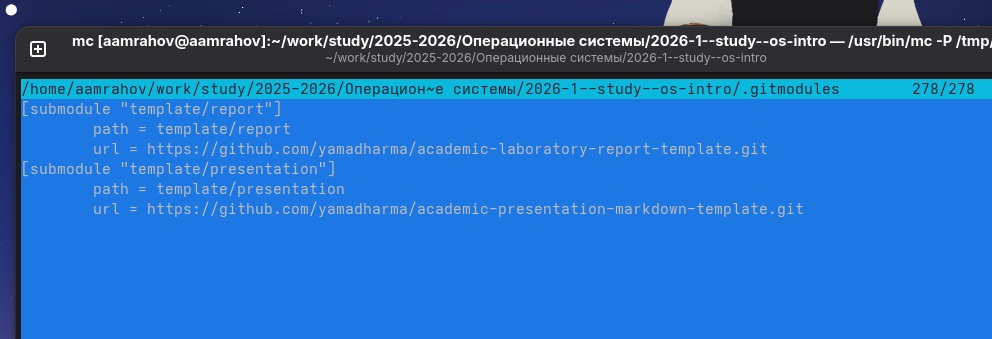 mc [aamrahov@aamrahov]:~/work/study/2025-2026/Операционные системы/2026-1--study--os-intro — /usr/bin/mc -P /tmp/
~/work/study/2025-2026/Операционные системы/2026-1--study--os-intro
/home/aamrahov/work/study/2025-2026/Операцион~е системы/2026-1--study--os-intro/.gitmodules 278/278
[submodule "template/report"]
path = template/report
url = https://github.com/yamadharma/academic-laboratory-report-template.git
[submodule "template/presentation"]
path = template/presentation
url = https://github.com/yamadharma/academic-presentation-markdown-template.git